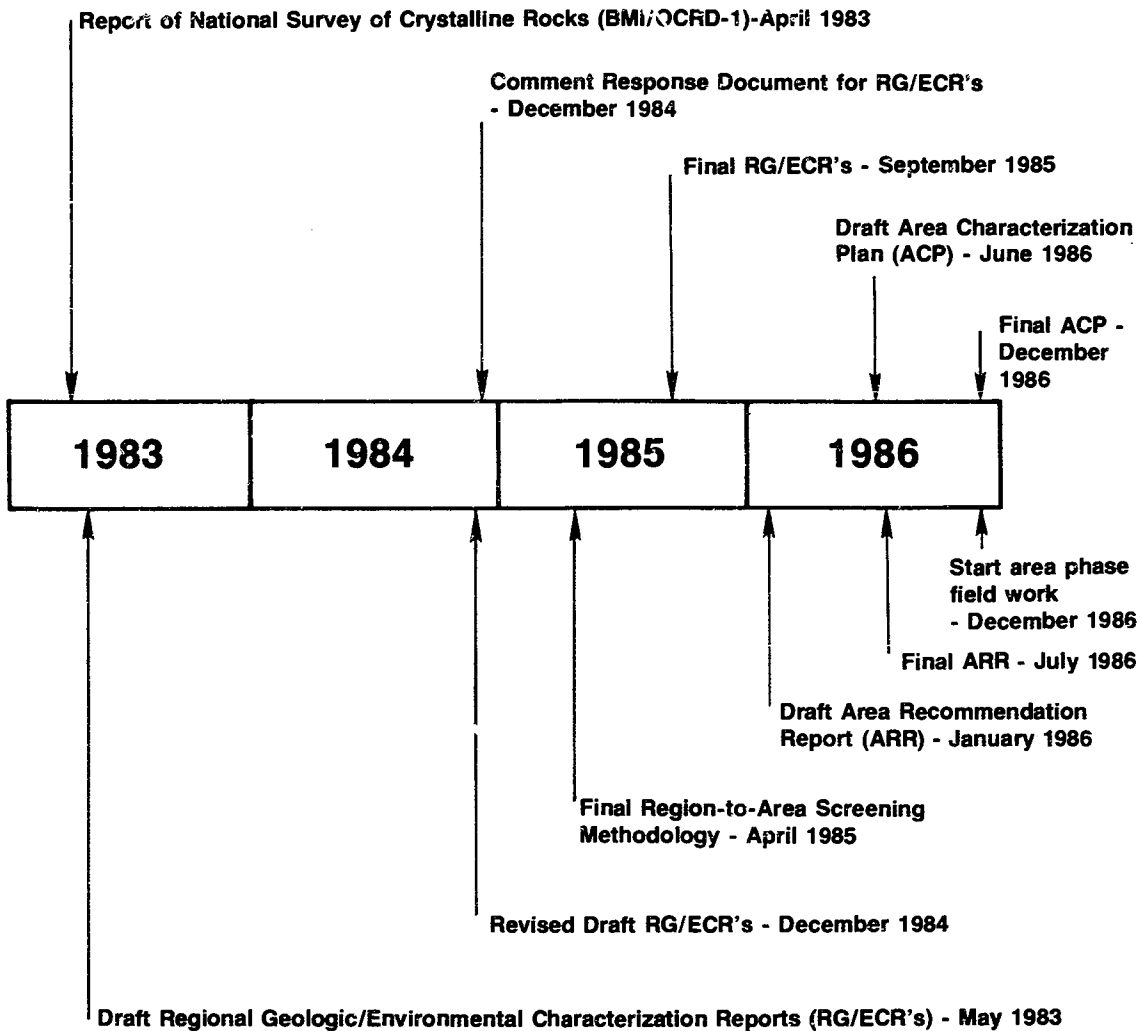 Report of National Survey of Crystalline Rocks (BMI/OCRD-1)-April 1983
Comment Response Document for RG/ECR's
- December 1984
Final RG/ECR's - September 1985
Draft Area Characterization
Plan (ACP) - June 1986
Final ACP -
December
1986
1983
1984
1985
1986
Start area phase
field work
- December 1986
Final ARR - July 1986
Draft Area Recommendation
Report (ARR) - January 1986
Final Region-to-Area Screening
Methodology - April 1985
Revised Draft RG/ECR's - December 1984
Draft Regional Geologic/Environmental Characterization Reports (RG/ECR's) - May 1983